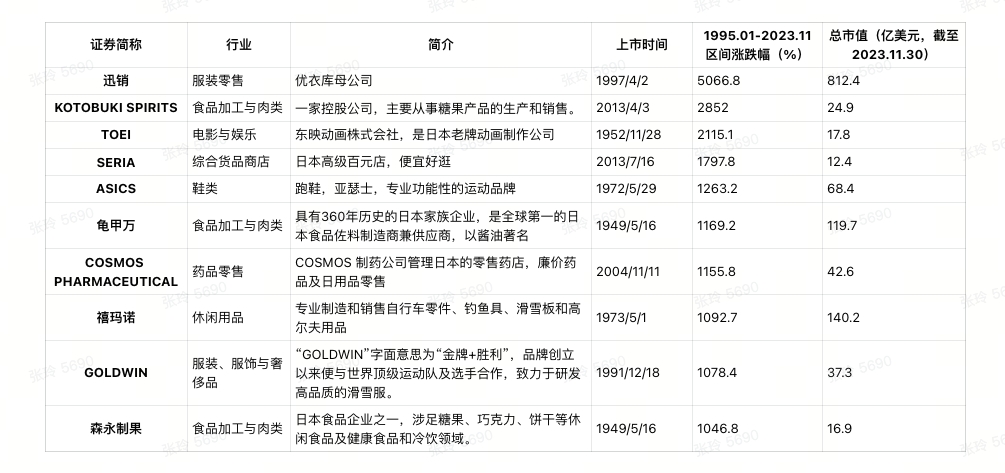 证券简称 行业 简介 上市时间 1995.01-2023.11 区间涨跌幅（%） 总市值（亿美元，截至 2023.11.30）
迅销 服装零售 优衣库母公司 1997/4/2 5066.8 812.4
KOTOBUKI SPIRITS 食品加工与肉类 一家控股公司，主要从事糖果产品的生产和销售。 2013/4/3 2852 24.9
TOEI 电影与娱乐 东映动画株式会社，是日本老牌动画制作公司 1952/11/28 2115.1 17.8
SERIA 综合货品商店 日本高级百元店，便宜好逛 2013/7/16 1797.8 12.4
ASICS 鞋类 跑鞋，亚瑟士，专业功能性的运动品牌 1972/5/29 1263.2 68.4
龟甲万 食品加工与肉类 具有360年历史的日本家族企业，是全球第一的日
本食品佐料制造商兼供应商，以酱油著名 1949/5/16 1169.2 119.7
COSMOS
PHARMACEUTICAL 药品零售 COSMOS 制药公司管理日本的零售药店，廉价药
品及日用品零售 2004/11/11 1155.8 42.6
禧玛诺 休闲用品 专业制造和销售自行车零件、钓鱼具、滑雪板和高
尔夫用品 1973/5/1 1092.7 140.2
GOLDWIN 服装、服饰与奢
侈品 “GOLDWIN”字面意思为“金牌+胜利”，品牌创立
以来便与世界顶级运动队及选手合作，致力于研发
高品质的滑雪服。 1991/12/18 1078.4 37.3
森永制果 食品加工与肉类 日本食品企业之一，涉足糖果、巧克力、饼干等休
闲食品及健康食品和冷饮领域。 1949/5/16 1046.8 16.9
张玲 5690